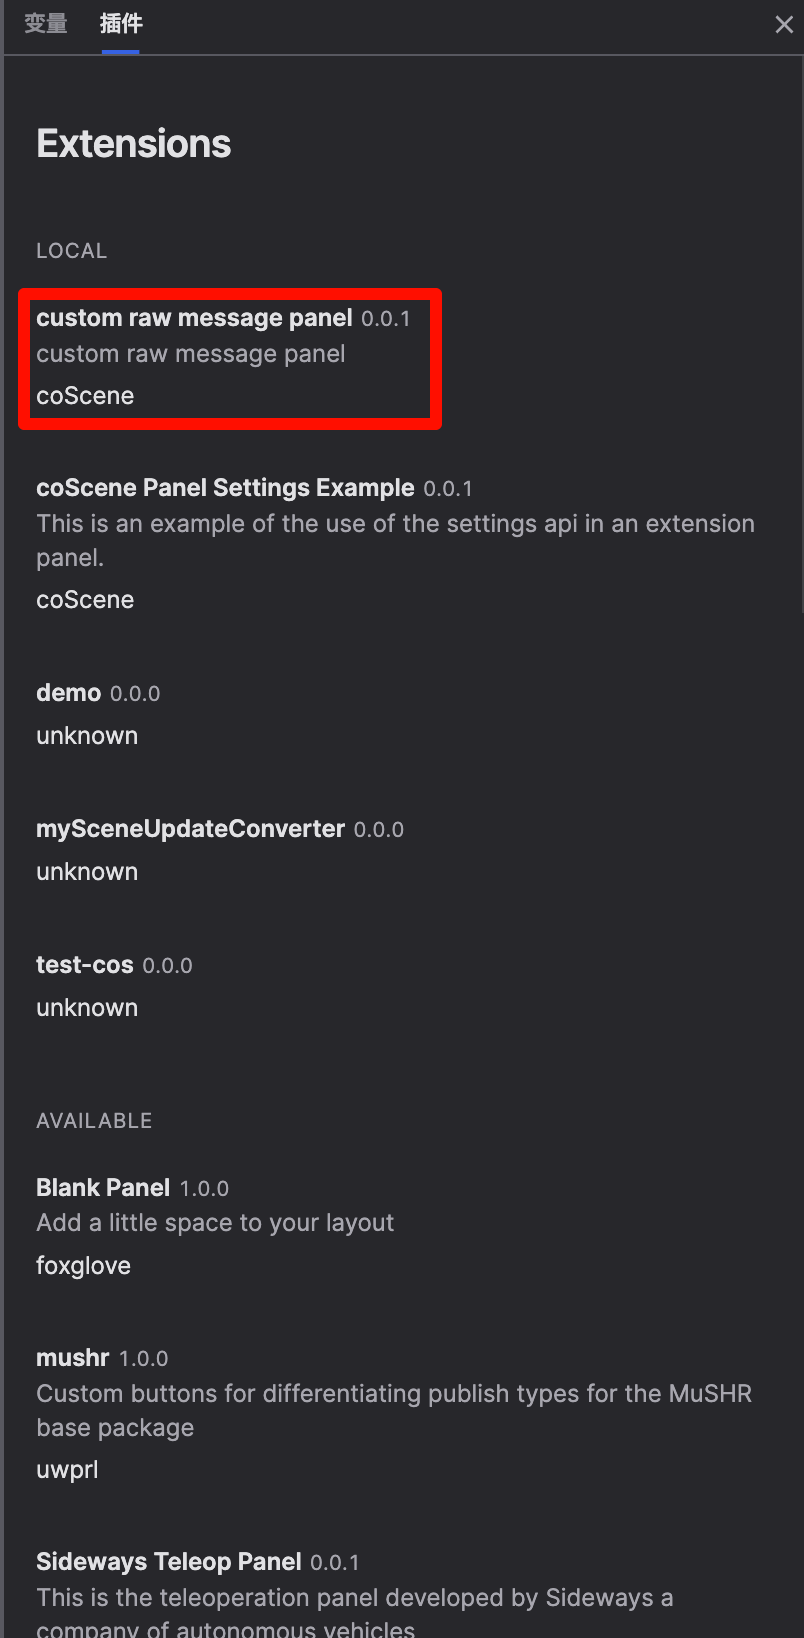 变量 插件
Extensions
LOCAL
custom raw message panel 0.0.1
custom raw message panel
coScene
coScene Panel Settings Example 0.0.1
This is an example of the use of the settings api in an extension
panel.
coScene
demo 0.0.0
unknown
mySceneUpdateConverter 0.0.0
unknown
test-cos 0.0.0
unknown
AVAILABLE
Blank Panel 1.0.0
Add a little space to your layout
foxglove
mushr 1.0.0
Custom buttons for differentiating publish types for the MuSHR
base package
uwprl
Sideways Teleop Panel 0.0.1
This is the teleoperation panel developed by Sideways a
company of autonomous vehicles